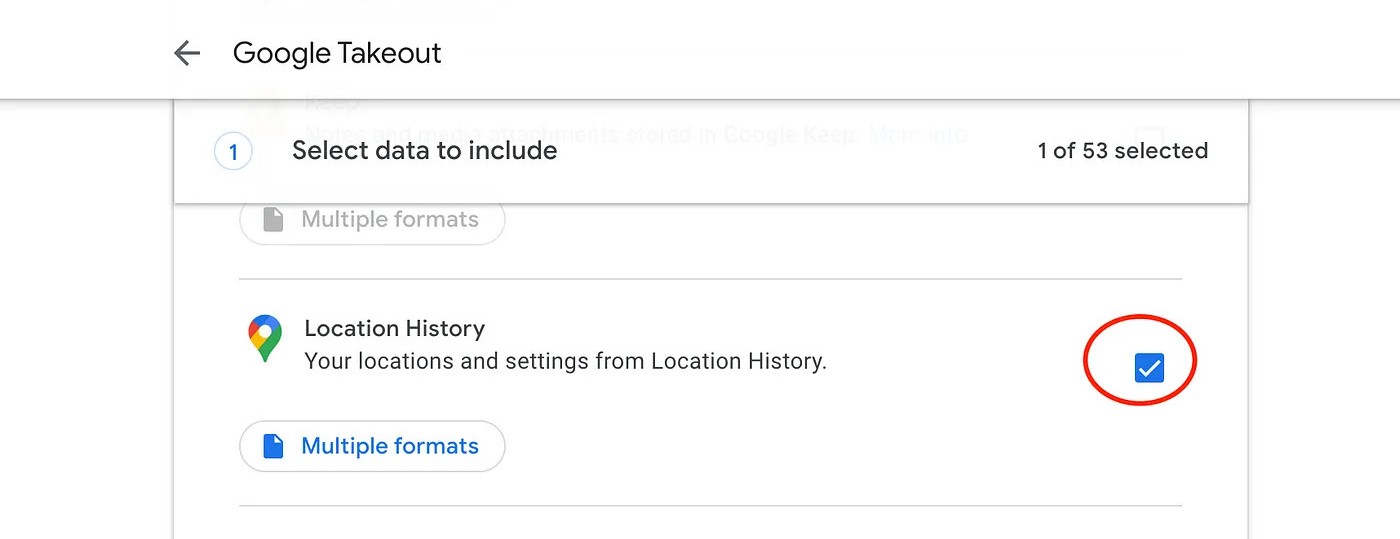 Google Takeout
Keep
Notes and media attachments stored in Google Keep. More info
1
Select data to include
1 of 53 selected
Multiple formats
Location History
Your locations and settings from Location History.
Multiple formats